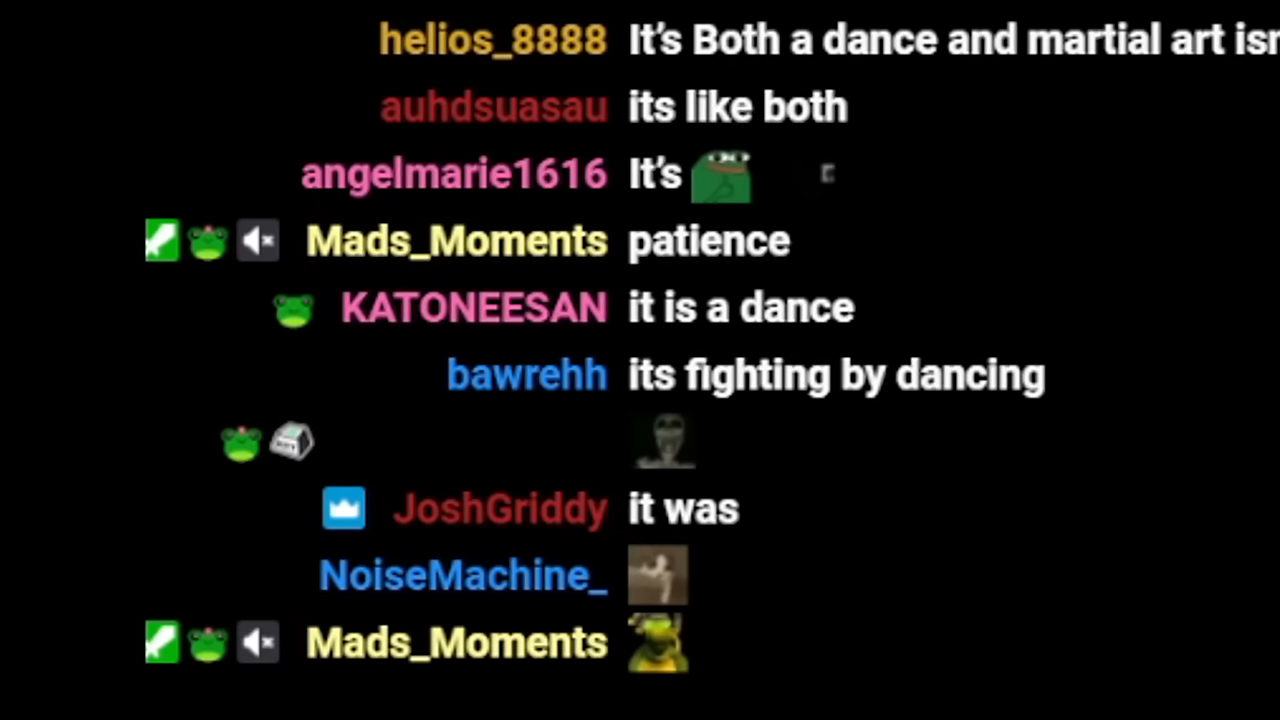 helios_8888 It's Both a dance and martial art
auhdsuasau its like both
angelmarie1616 It's
Mads_Moments patience
KATONEESAN it is a dance
bawrehh its fighting by dancing
JoshGriddy it was
NoiseMachine_
Mads_Moments